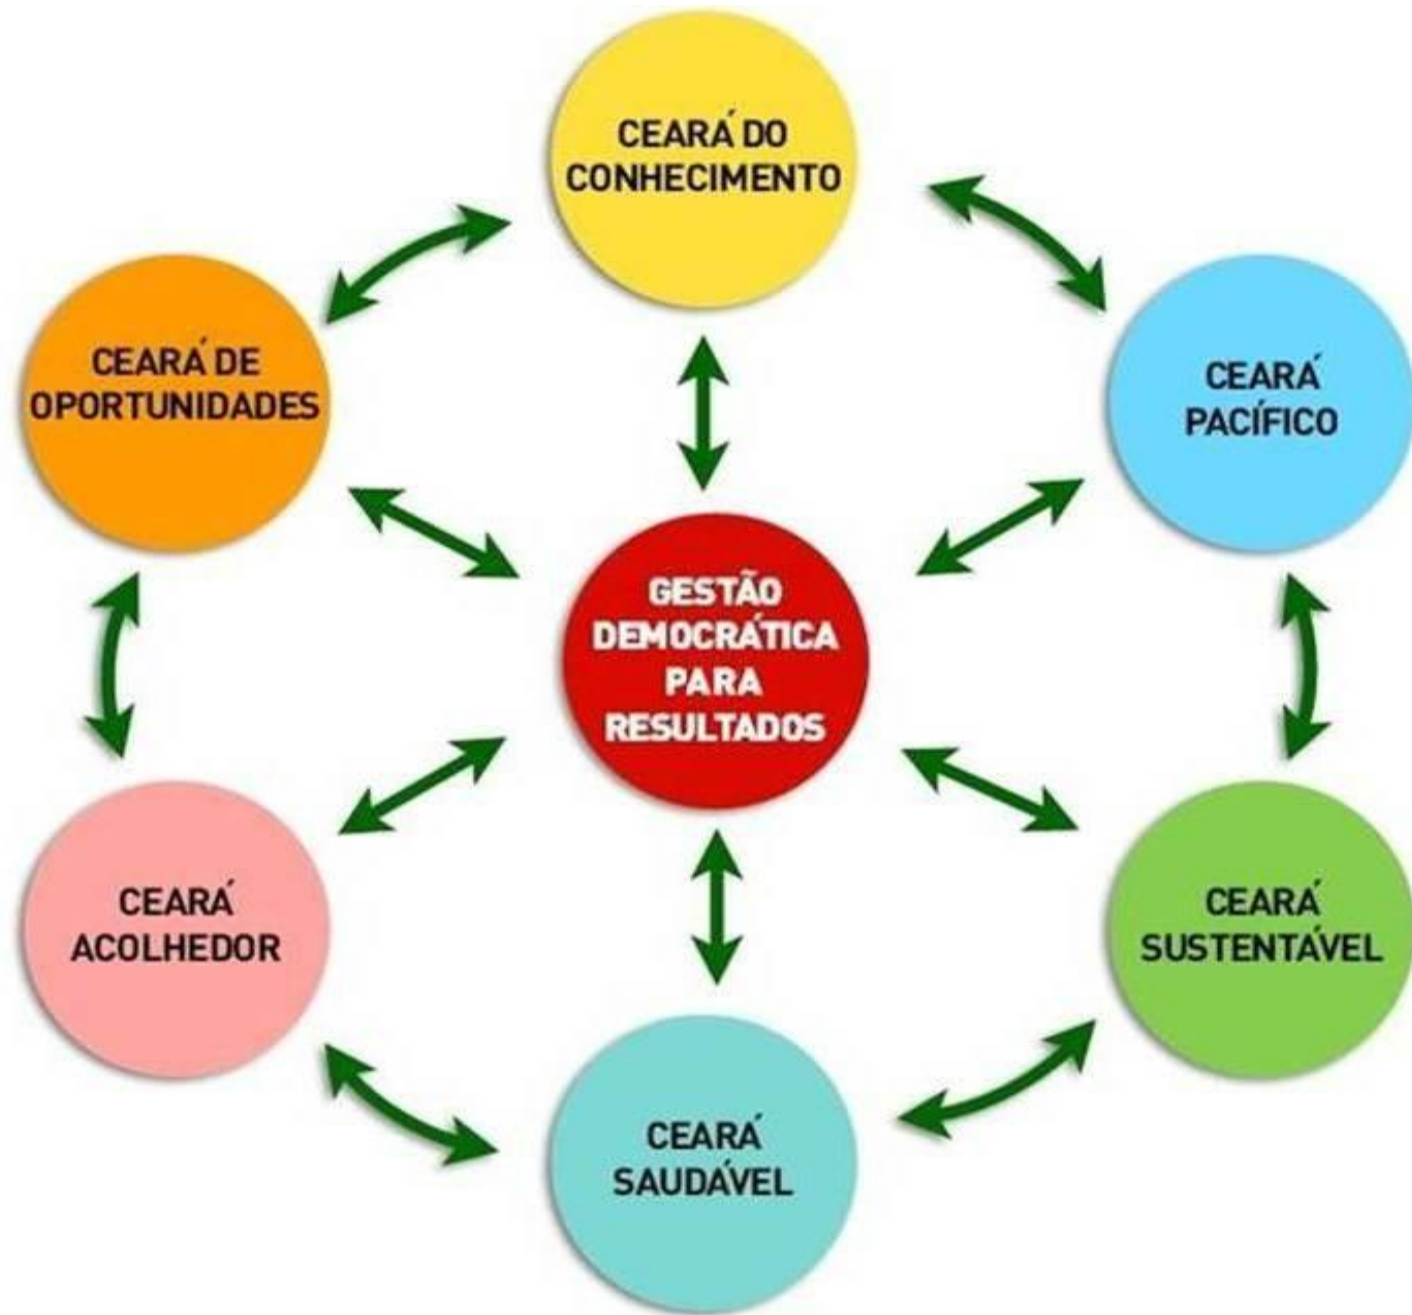 CEARÁ DO
CONHECIMENTO
CEARÁ DE
OPORTUNIDADES
CEARÁ
PACÍFICO
GESTÃO
DEMOCRÁTICA
PARA
RESULTADOS
CEARÁ
ACOLHEDOR
CEARÁ
SUSTENTÁVEL
CEARÁ
SAUDÁVEL